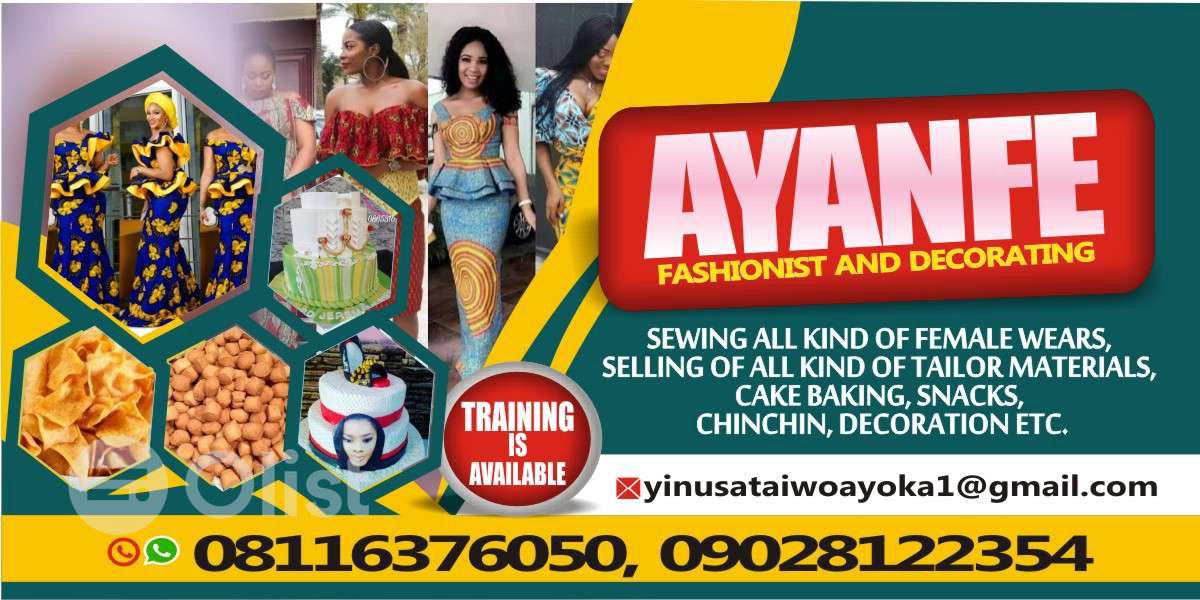 AYANFE
FASHIONIST AND DECORATING
SEWING ALL KIND OF FEMALE WEARS,
SELLING OF ALL KIND OF TAILOR MATERIALS,
CAKE BAKING, SNACKS,
CHINCHIN, DECORATION ETC.
TRAINING
IS
AVAILABLE
yinusataiwoayoka1@gmail.com
08116376050, 09028122354
Olist